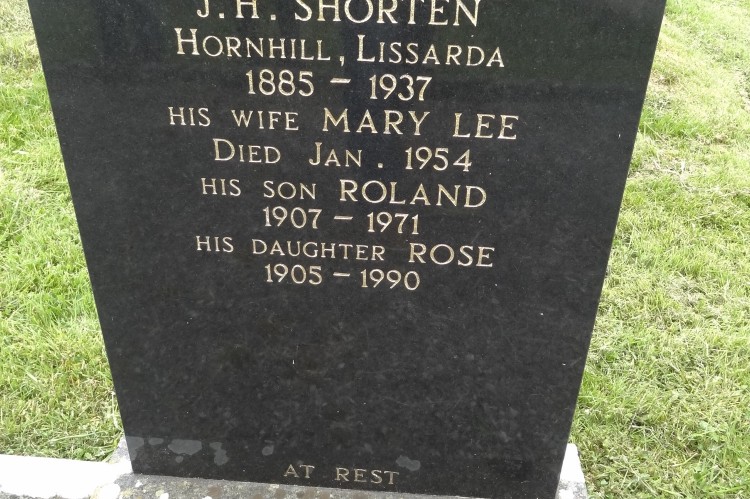 J.H. SHORTEN
HORNHILL, LISSARDA
1885 - 1937
HIS WIFE MARY LEE
DIED JAN. 1954
HIS SON ROLAND
1907 - 1971
HIS DAUGHTER ROSE
1905 - 1990
AT REST